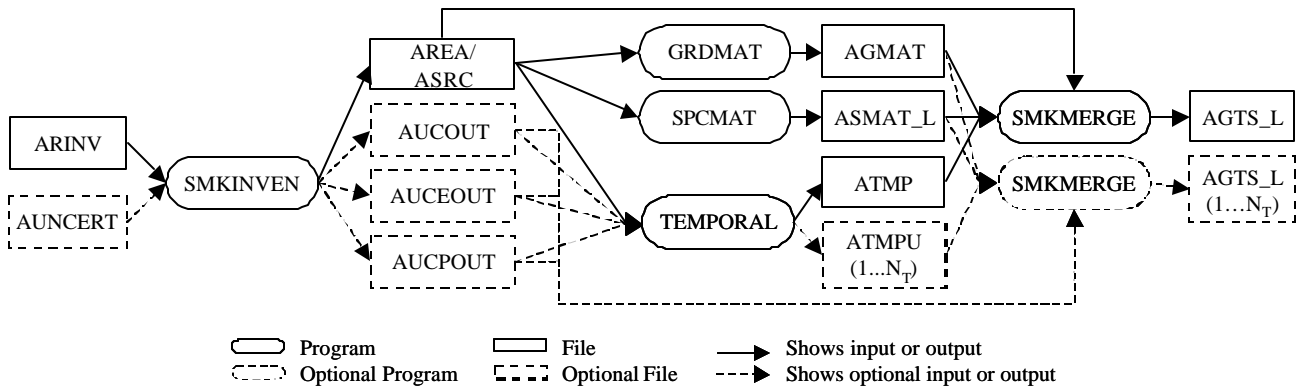 AREA/
ASRC
GRDMAT
AGMAT
AUCOUT
SPCMAT
ASMAT_L
SMKMERGE
AGTS_L
ARINV
SMKINVEN
AUCEOUT
ATMP
SMKMERGE
AGTS_L
(1...N_T)
AUNCERT
TEMPORAL
AUCPOUT
ATMPU
(1...N_T)
Program
File
Shows input or output
Optional Program
Optional File
Shows optional input or output